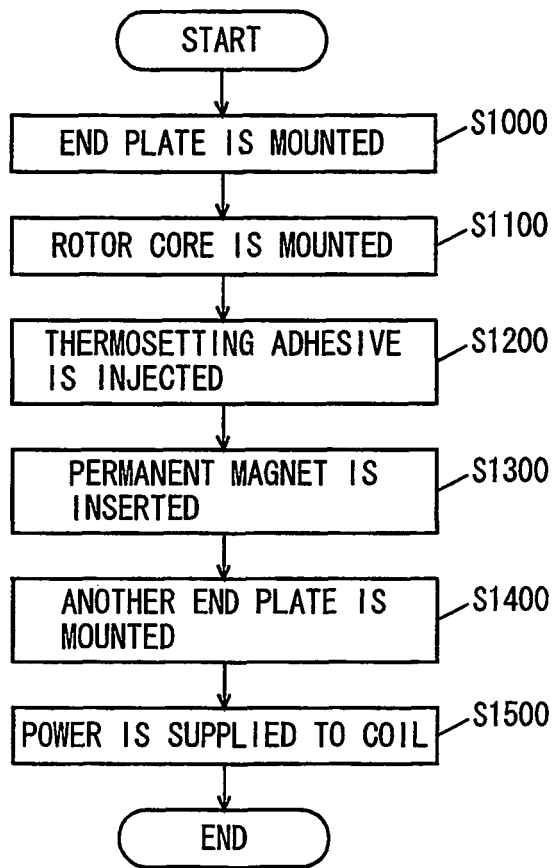 START
END PLATE IS MOUNTED
S1000
ROTOR CORE IS MOUNTED
S1100
THERMOSETTING ADHESIVE
IS INJECTED
S1200
PERMANENT MAGNET IS
INSERTED
S1300
ANOTHER END PLATE IS
MOUNTED
S1400
POWER IS SUPPLIED TO COIL
S1500
END